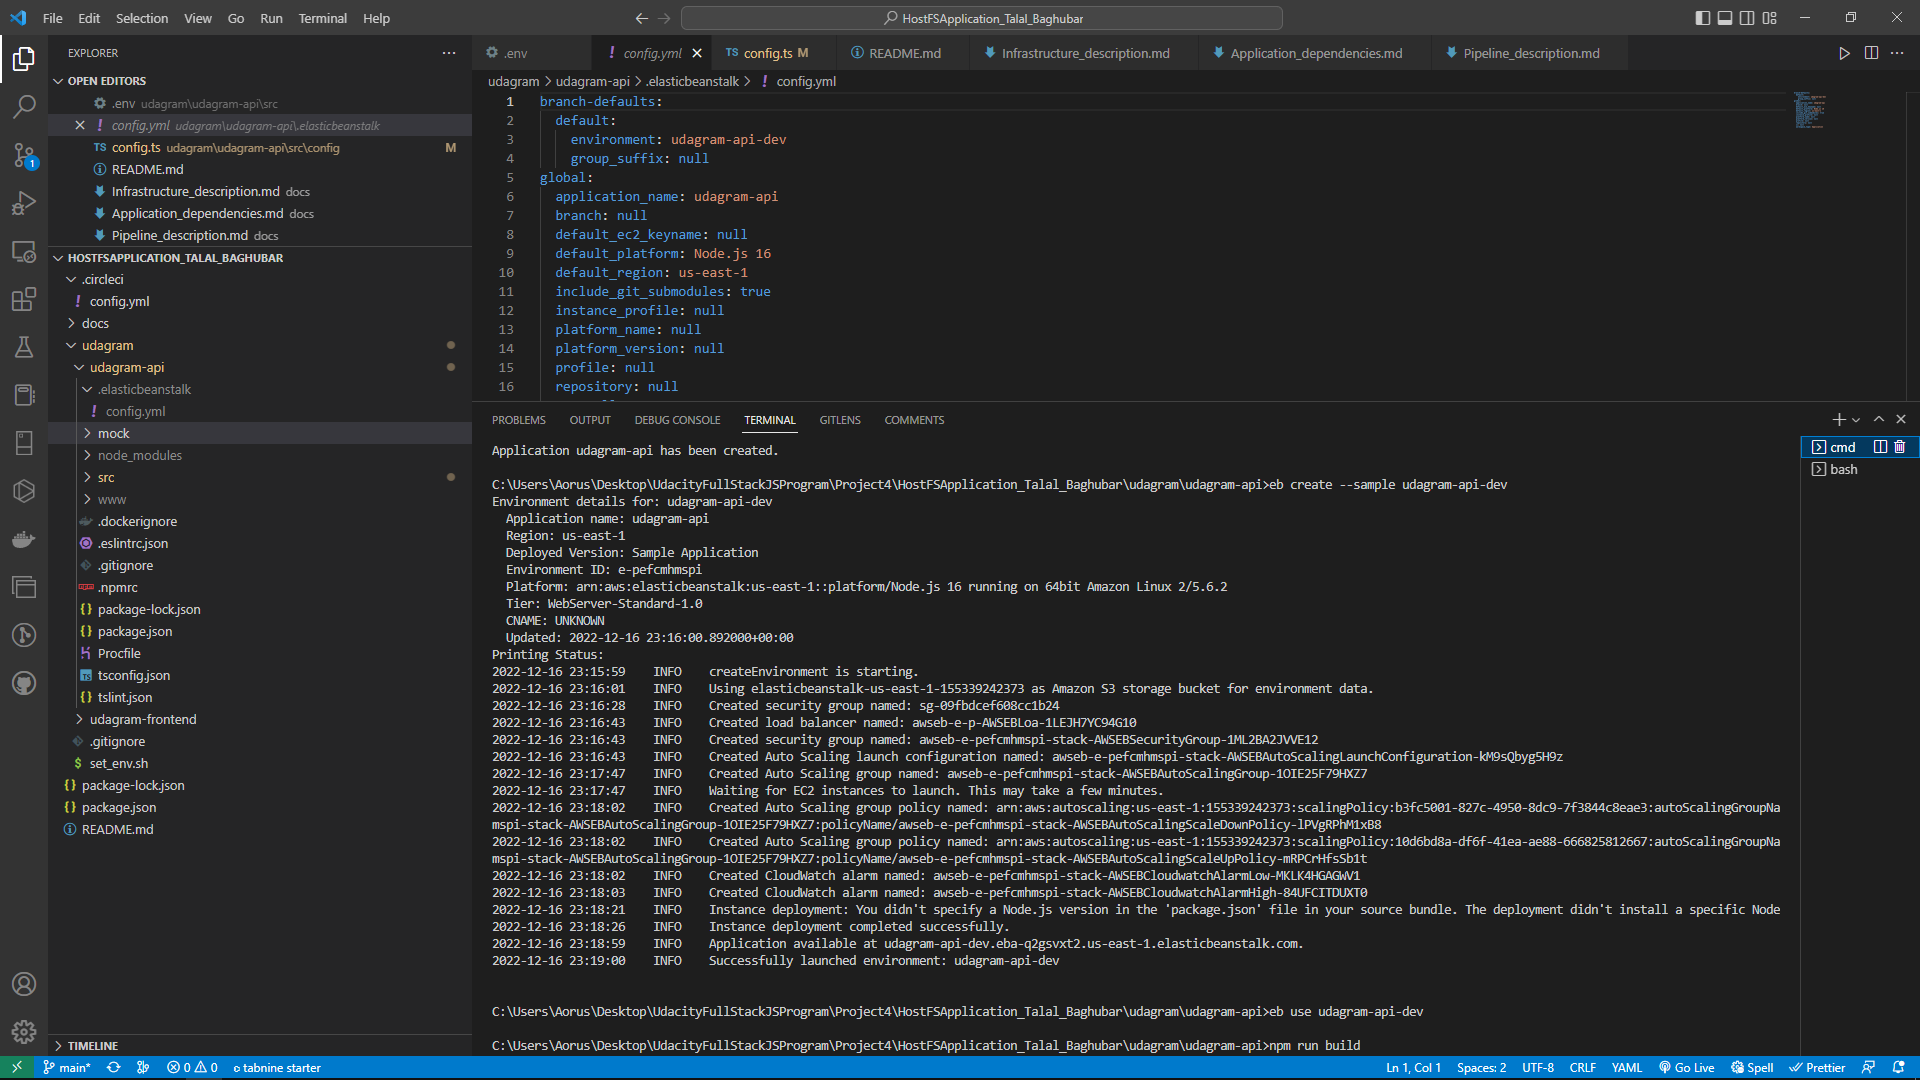 File Edit Selection View Go Run Terminal Help
HostFSApplication_Talal_Baghubar
EXPLORER
OPEN EDITORS
.env udagram\udagram-api\src
config.yml udagram\udagram-api\.elasticbeanstalk
TS config.ts udagram\udagram-api\src\config M
README.md
Infrastructure_description.md docs
Application_dependencies.md docs
Pipeline_description.md docs
HOSTFSAPPLICATION_TALAL_BAGHUBAR
.circleci
config.yml
docs
udagram
udagram-api
.elasticbeanstalk
config.yml
mock
node_modules
src
www
.dockerignore
.eslintrc.json
.gitignore
.npmrc
package-lock.json
package.json
Procfile
tsconfig.json
tslint.json
udagram-frontend
.gitignore
set_env.sh
package-lock.json
package.json
README.md
TIMELINE
.env
config.yml
TS config.ts M
README.md
Infrastructure_description.md
Application_dependencies.md
Pipeline_description.md
udagram > udagram-api > .elasticbeanstalk > ! config.yml
1 branch-defaults:
2 default:
3 environment: udagram-api-dev
4 group_suffix: null
5 global:
6 application_name: udagram-api
7 branch: null
8 default_ec2_keyname: null
9 default_platform: Node.js 16
10 default_region: us-east-1
11 include_git_submodules: true
12 instance_profile: null
13 platform_name: null
14 platform_version: null
15 profile: null
16 repository: null
PROBLEMS OUTPUT DEBUG CONSOLE TERMINAL GITLENS COMMENTS
cmd
bash
Application udagram-api has been created.
C:\Users\Aorus\Desktop\UdacityFullStackJSProgram\Project4\HostFSApplication_Talal_Baghubar\udagram\udagram-api>eb create --sample udagram-api-dev
Environment details for: udagram-api-dev
Application name: udagram-api
Region: us-east-1
Deployed Version: Sample Application
Environment ID: e-pefcmhmspi
Platform: arn:aws:elasticbeanstalk:us-east-1::platform/Node.js 16 running on 64bit Amazon Linux 2/5.6.2
Tier: WebServer-Standard-1.0
CNAME: UNKNOWN
Updated: 2022-12-16 23:16:00.892000+00:00
Printing Status:
2022-12-16 23:15:59 INFO createEnvironment is starting.
2022-12-16 23:16:01 INFO Using elasticbeanstalk-us-east-1-155339242373 as Amazon S3 storage bucket for environment data.
2022-12-16 23:16:28 INFO Created security group named: sg-09fbdcef608cc1b24
2022-12-16 23:16:43 INFO Created load balancer named: awseb-e-p-AWSEBLoa-1LEJH7YC94G10
2022-12-16 23:16:43 INFO Created security group named: awseb-e-pefcmhmspi-stack-AWSEBSecurityGroup-1ML2BA2JVVE12
2022-12-16 23:16:43 INFO Created Auto Scaling launch configuration named: awseb-e-pefcmhmspi-stack-AWSEBAutoScalingLaunchConfiguration-kM9sQbyg5H9z
2022-12-16 23:17:47 INFO Created Auto Scaling group named: awseb-e-pefcmhmspi-stack-AWSEBAutoScalingGroup-1OIE25F79HXZ7
2022-12-16 23:17:47 INFO Waiting for EC2 instances to launch. This may take a few minutes.
2022-12-16 23:18:02 INFO Created Auto Scaling group policy named: arn:aws:autoscaling:us-east-1:155339242373:scalingPolicy:b3fc5001-827c-4950-8dc9-7f3844c8eae3:autoScalingGroupNa
mspi-stack-AWSEBAutoScalingGroup-1OIE25F79HXZ7:policyName/awseb-e-pefcmhmspi-stack-AWSEBAutoScalingScaleDownPolicy-lPVgRPhM1xB8
2022-12-16 23:18:02 INFO Created Auto Scaling group policy named: arn:aws:autoscaling:us-east-1:155339242373:scalingPolicy:10d6bd8a-df6f-41ea-ae88-666825812667:autoScalingGroupNa
mspi-stack-AWSEBAutoScalingGroup-1OIE25F79HXZ7:policyName/awseb-e-pefcmhmspi-stack-AWSEBAutoScalingScaleUpPolicy-mRPCrHfsSb1t
2022-12-16 23:18:02 INFO Created CloudWatch alarm named: awseb-e-pefcmhmspi-stack-AWSEBCloudwatchAlarmLow-MKLK4HGAGWV1
2022-12-16 23:18:03 INFO Created CloudWatch alarm named: awseb-e-pefcmhmspi-stack-AWSEBCloudwatchAlarmHigh-84UFCITDUXT0
2022-12-16 23:18:21 INFO Instance deployment: You didn't specify a Node.js version in the 'package.json' file in your source bundle. The deployment didn't install a specific Node
2022-12-16 23:18:26 INFO Instance deployment completed successfully.
2022-12-16 23:18:59 INFO Application available at udagram-api-dev.eba-q2gsvxt2.us-east-1.elasticbeanstalk.com.
2022-12-16 23:19:00 INFO Successfully launched environment: udagram-api-dev
C:\Users\Aorus\Desktop\UdacityFullStackJSProgram\Project4\HostFSApplication_Talal_Baghubar\udagram\udagram-api>eb use udagram-api-dev
C:\Users\Aorus\Desktop\UdacityFullStackJSProgram\Project4\HostFSApplication_Talal_Baghubar\udagram\udagram-api>npm run build
main* 0 0 tabnine starter Ln 1, Col 1 Spaces: 2 UTF-8 CRLF YAML Go Live Spell Prettier